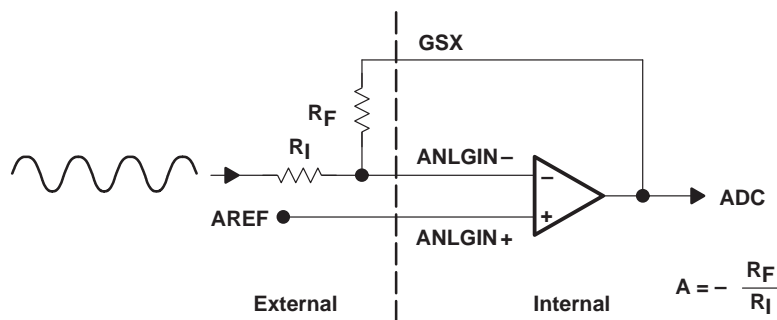 GSX
RF
RI
ANLGIN−
−
ADC
AREF
+
ANLGIN+
A = − RF
RI
External
Internal